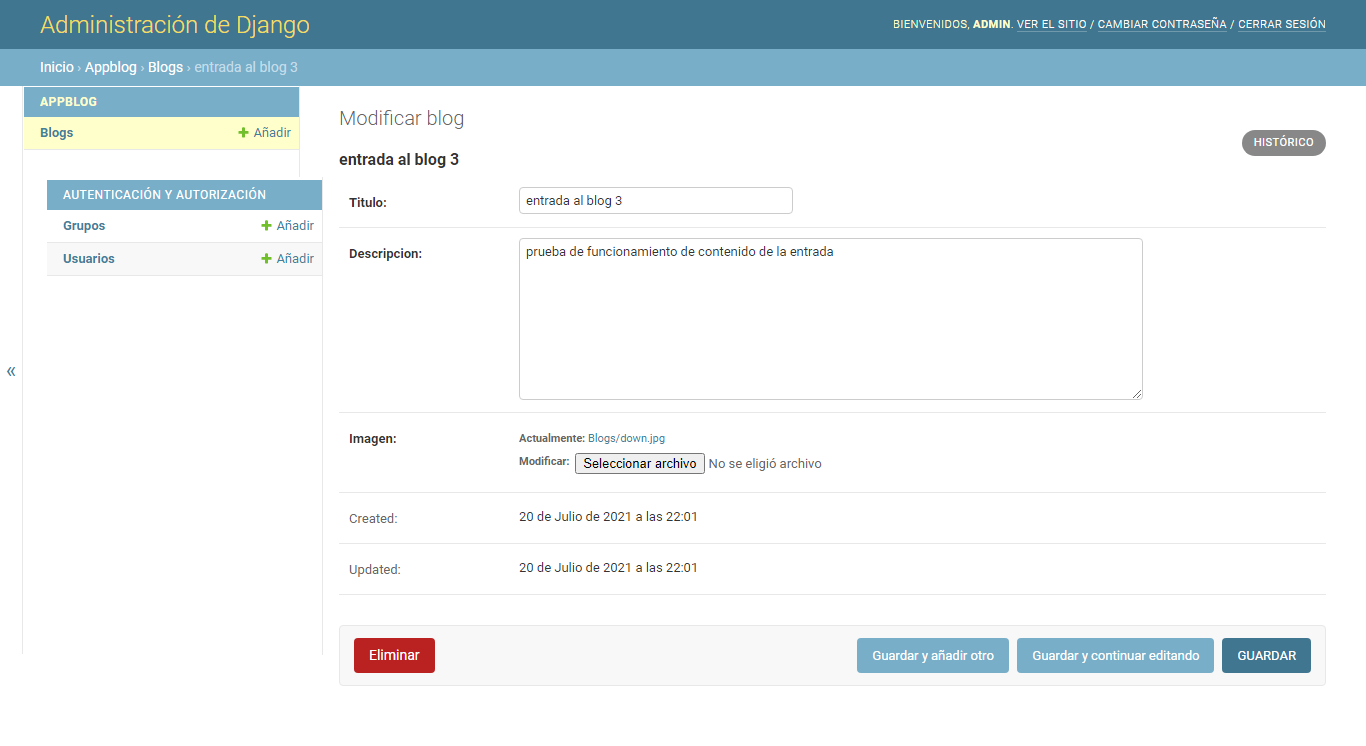 Administración de Django
BIENVENIDOS, ADMIN. VER EL SITIO / CAMBIAR CONTRASEÑA / CERRAR SESIÓN
Inicio › Appblog › Blogs › entrada al blog 3
APPBLOG
Blogs + Añadir
AUTENTICACIÓN Y AUTORIZACIÓN
Grupos + Añadir
Usuarios + Añadir
«
Modificar blog
HISTÓRICO
entrada al blog 3
Titulo: entrada al blog 3
Descripcion: prueba de funcionamiento de contenido de la entrada
Imagen: Actualmente: Blogs/down.jpg
Modificar: Seleccionar archivo No se eligió archivo
Created: 20 de Julio de 2021 a las 22:01
Updated: 20 de Julio de 2021 a las 22:01
Eliminar Guardar y añadir otro Guardar y continuar editando GUARDAR